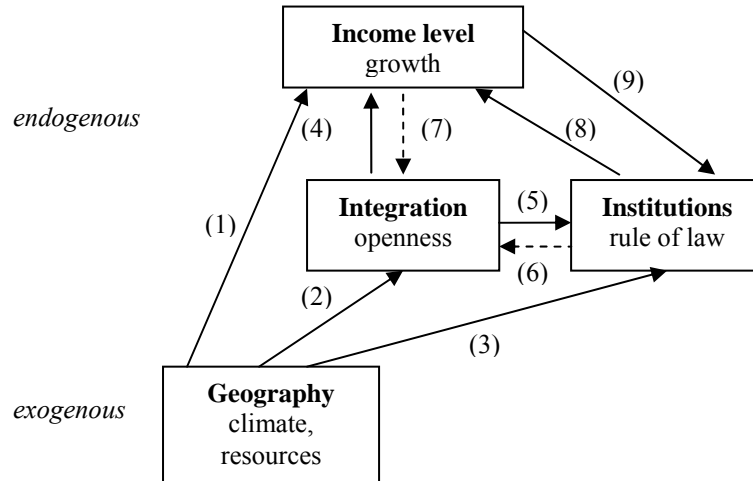 Income level
growth
(9)
endogenous
(4)
(7)
(8)
Integration
openness
(5)
Institutions
rule of law
(1)
(6)
(2)
(3)
Geography
climate,
resources
exogenous